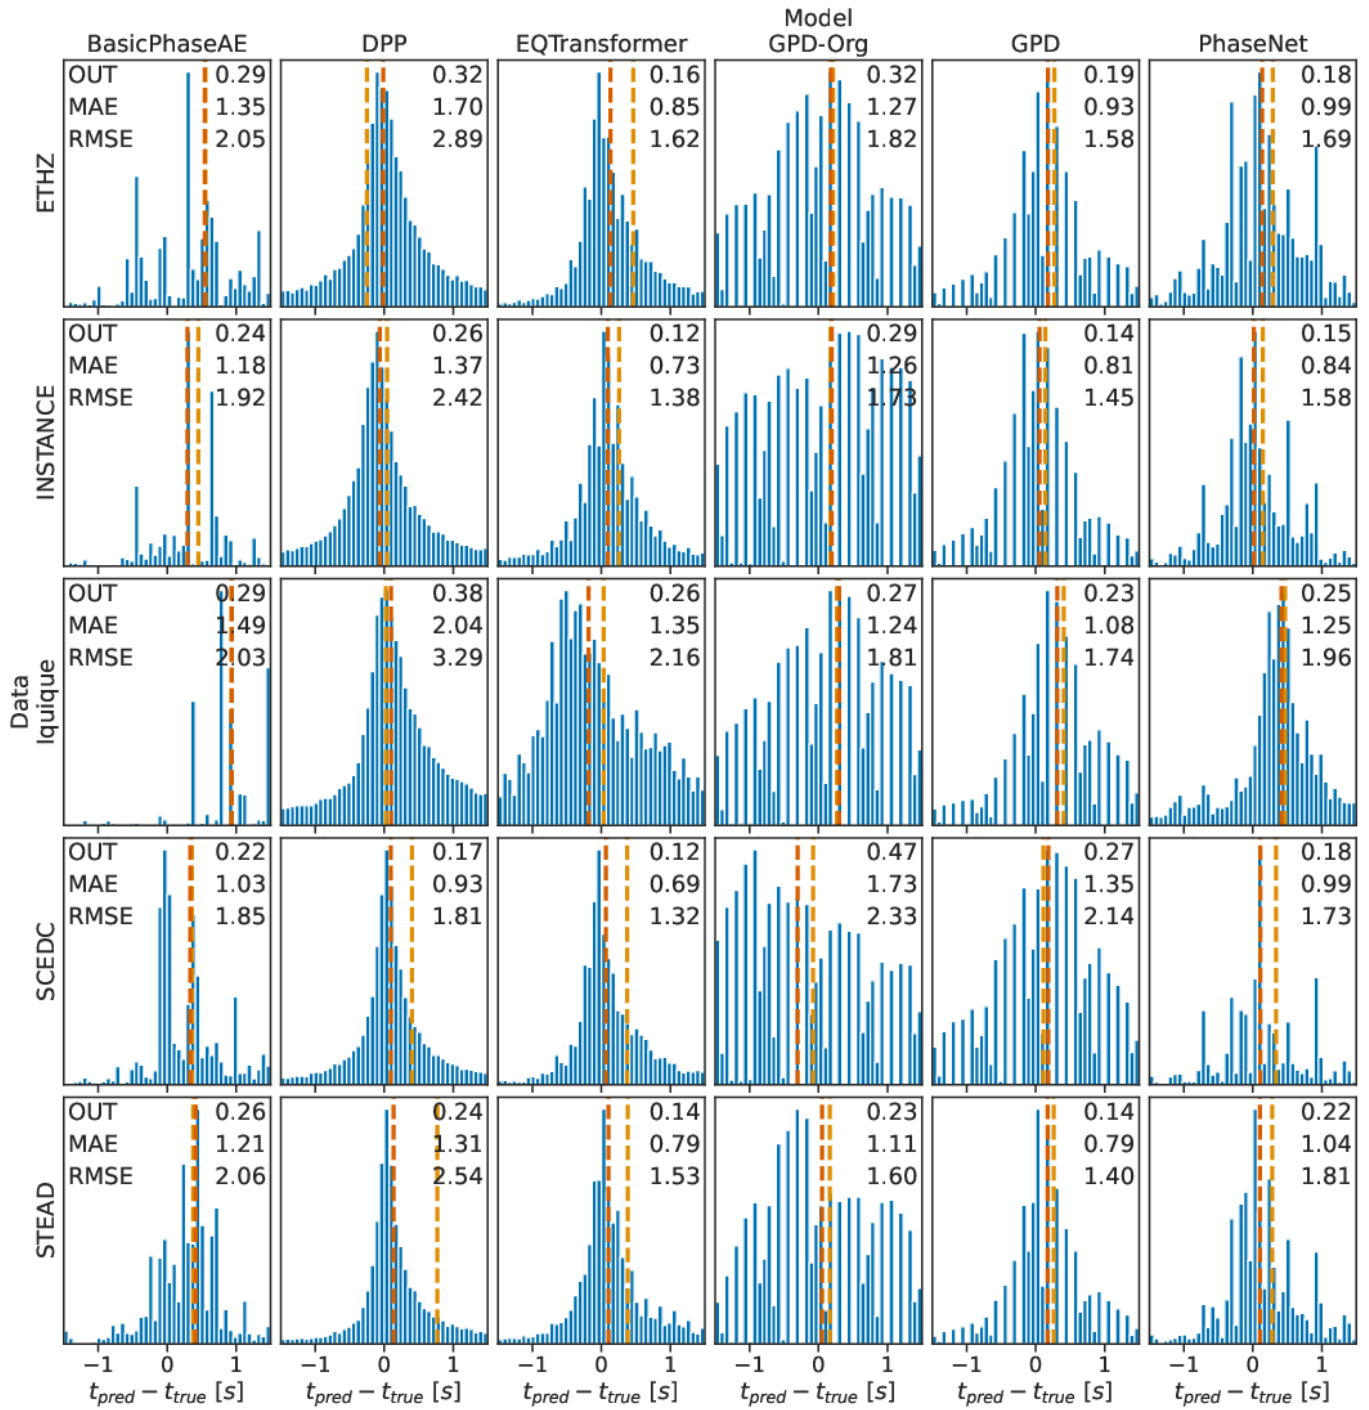 Model
BasicPhaseAE DPP EQTransformer GPD-Org GPD PhaseNet
ETHZ
OUT 0.29 0.32 0.16 0.32 0.19 0.18
MAE 1.35 1.70 0.85 1.27 0.93 0.99
RMSE 2.05 2.89 1.62 1.82 1.58 1.69
INSTANCE
OUT 0.24 0.26 0.12 0.29 0.14 0.15
MAE 1.18 1.37 0.73 1.26 0.81 0.84
RMSE 1.92 2.42 1.38 1.73 1.45 1.58
Data
Iquique
OUT 0.29 0.38 0.26 0.27 0.23 0.25
MAE 1.49 2.04 1.35 1.24 1.08 1.25
RMSE 2.03 3.29 2.16 1.81 1.74 1.96
SCEDC
OUT 0.22 0.17 0.12 0.47 0.27 0.18
MAE 1.03 0.93 0.69 1.73 1.35 0.99
RMSE 1.85 1.81 1.32 2.33 2.14 1.73
STEAD
OUT 0.26 0.24 0.14 0.23 0.14 0.22
MAE 1.21 1.31 0.79 1.11 0.79 1.04
RMSE 2.06 2.54 1.53 1.60 1.40 1.81
−1 0 1 −1 0 1 −1 0 1 −1 0 1 −1 0 1 −1 0 1
t_pred − t_true [s] t_pred − t_true [s] t_pred − t_true [s] t_pred − t_true [s] t_pred − t_true [s] t_pred − t_true [s]